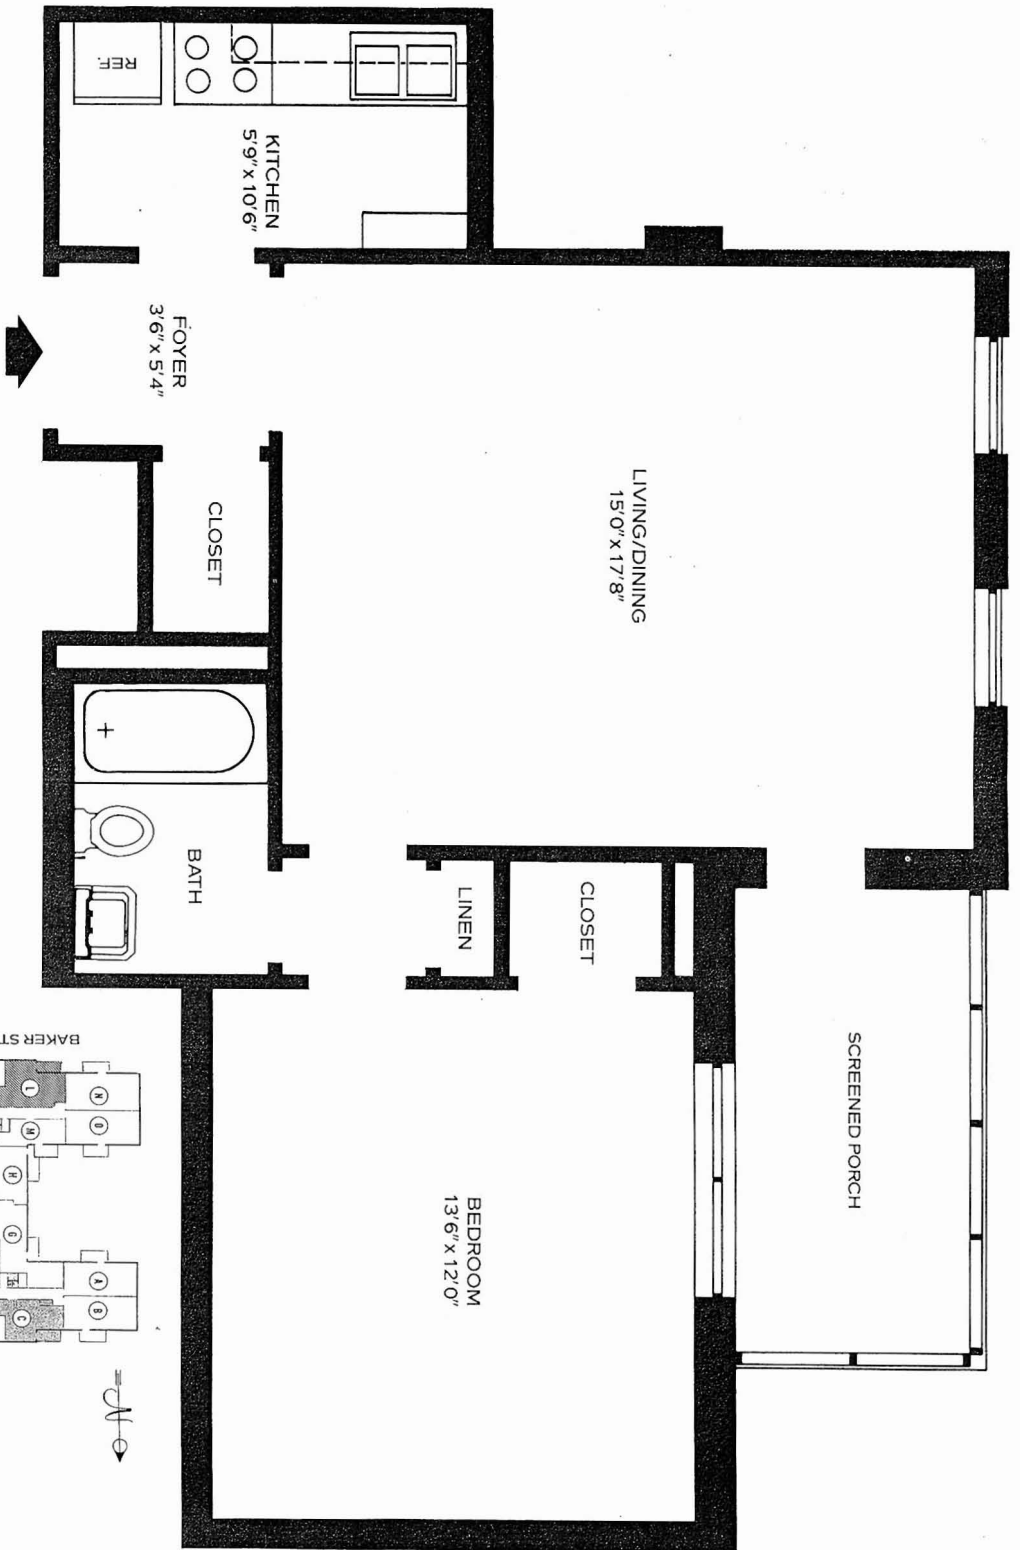 REF.
KITCHEN
5'9" x 10'6"
FOYER
3'6" x 5'4"
CLOSET
LIVING/DINING
15'0" x 17'8"
BATH
LINEN
CLOSET
SCREENED PORCH
BEDROOM
13'6" x 12'0"
BAKER ST
N
O
L
M
H
G
A
B
C
N